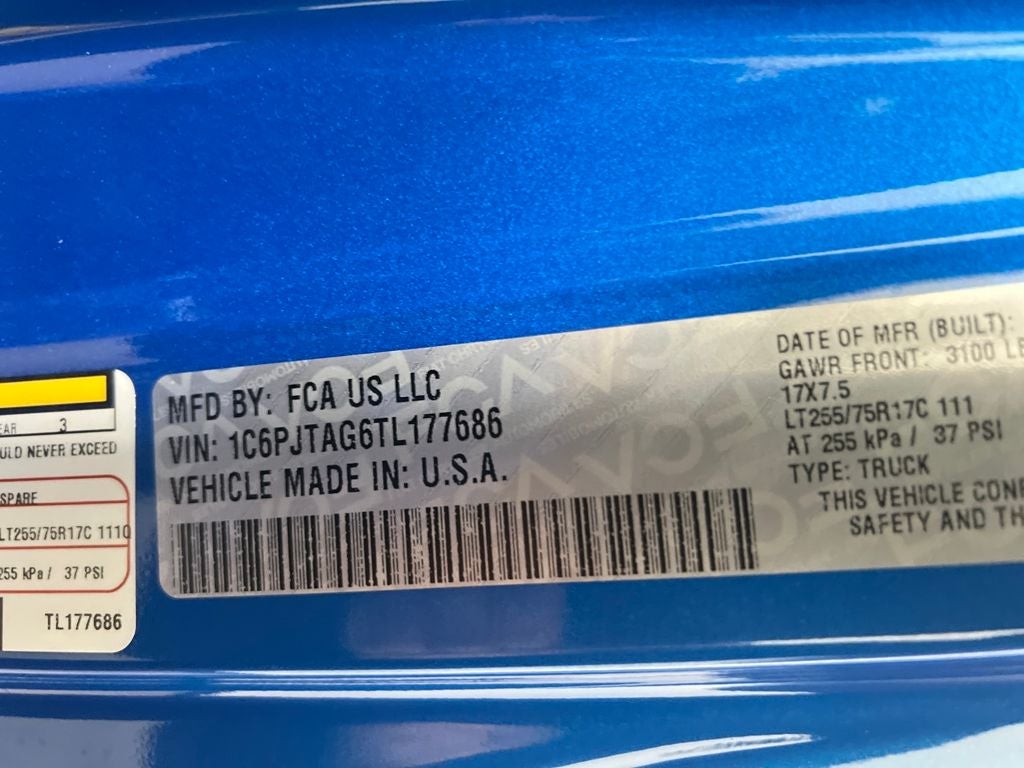 EAR 3
ULD NEVER EXCEED
SPARE
LT255/75R17C 111Q
255 kPa / 37 PSI
TL177686
MFD BY: FCA US LLC
VIN: 1C6PJTAG6TL177686
VEHICLE MADE IN: U.S.A.
DATE OF MFR (BUILT):
GAWR FRONT: 3100 LB
17X7.5
LT255/75R17C 111
AT 255 kPa / 37 PSI
TYPE: TRUCK
THIS VEHICLE CONF
SAFETY AND TH